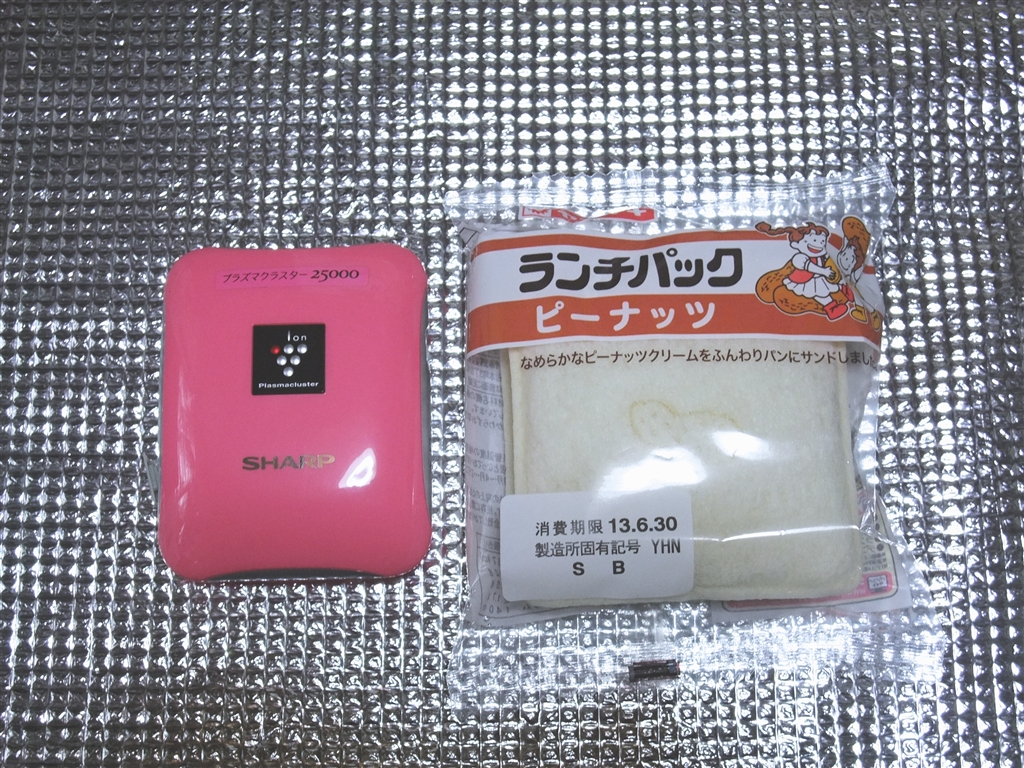 プラズマクラスター25000
ion
Plasmacluster
SHARP
ランチパック
ピーナッツ
なめらかなピーナッツクリームをふんわりパンにサンドしまし
消費期限 13.6.30
製造所固有記号 YHN
S B